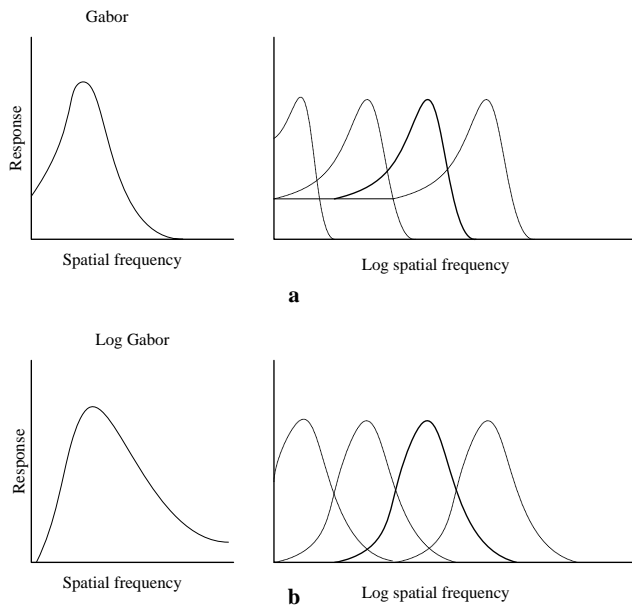 Gabor
Response
Spatial frequency
Log spatial frequency
a
Log Gabor
Response
Spatial frequency
Log spatial frequency
b